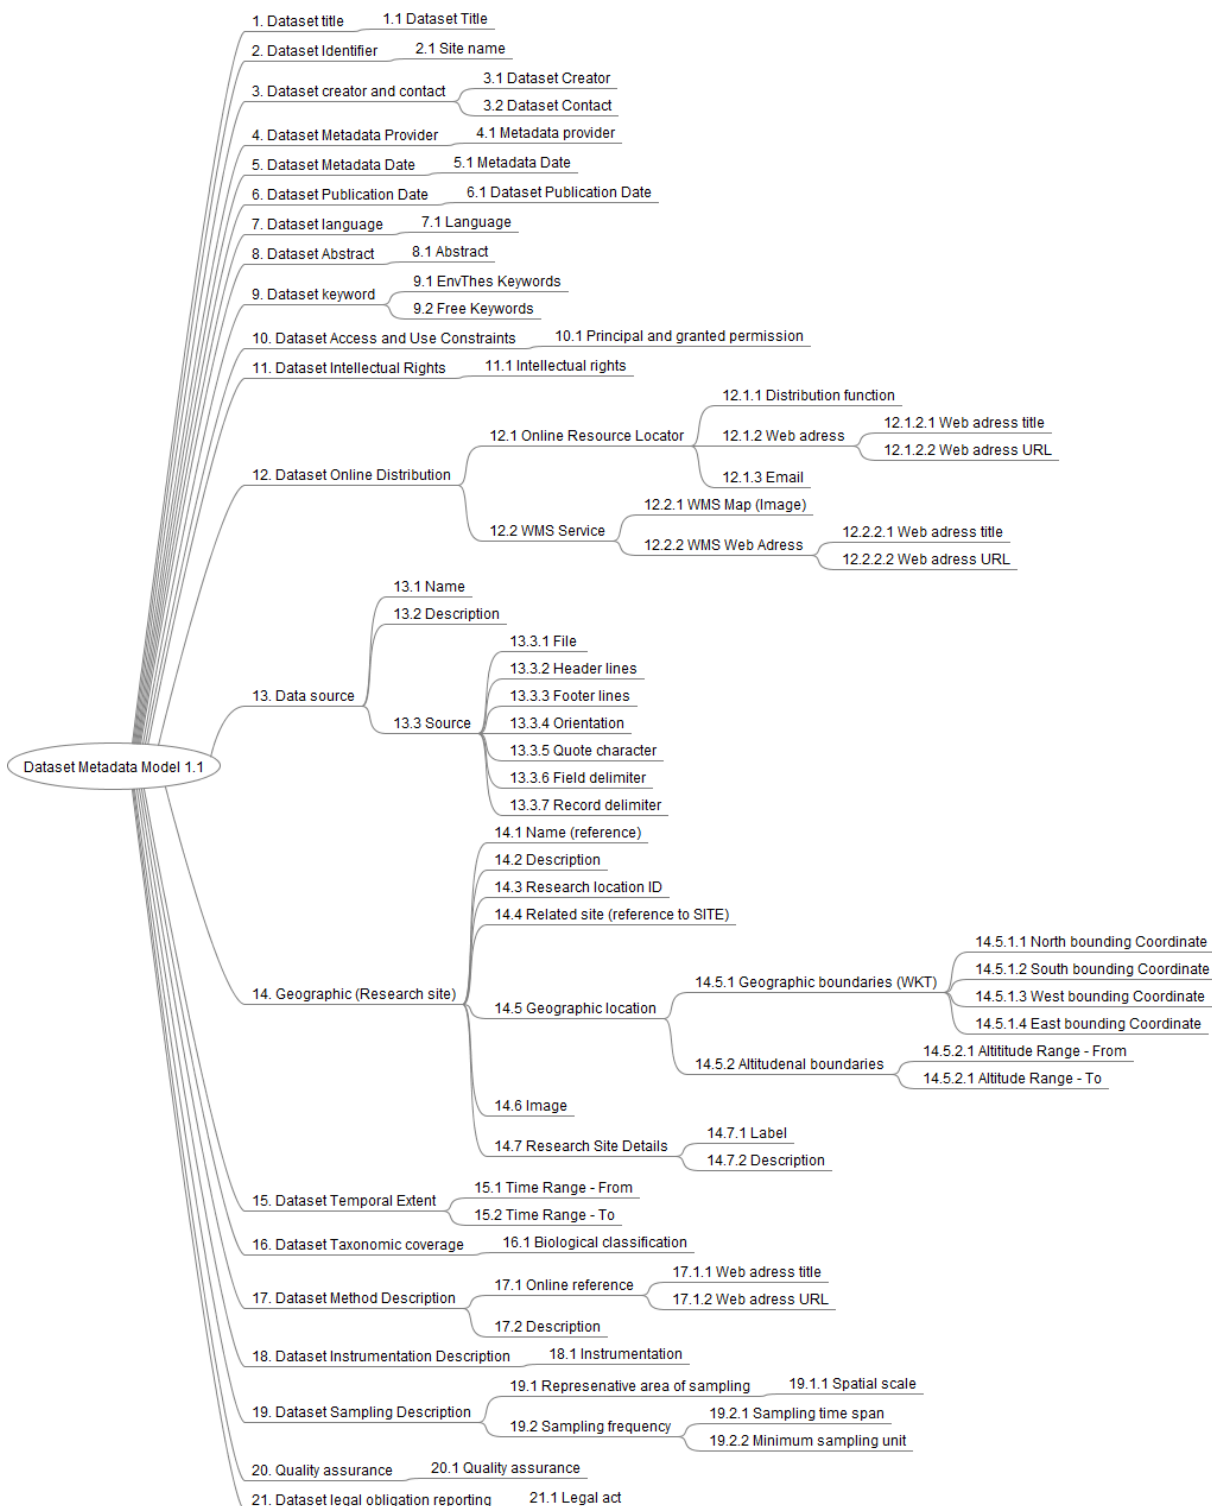 1. Dataset title
1.1 Dataset Title
2. Dataset Identifier
2.1 Site name
3. Dataset creator and contact
3.1 Dataset Creator
3.2 Dataset Contact
4. Dataset Metadata Provider
4.1 Metadata provider
5. Dataset Metadata Date
5.1 Metadata Date
6. Dataset Publication Date
6.1 Dataset Publication Date
7. Dataset language
7.1 Language
8. Dataset Abstract
8.1 Abstract
9. Dataset keyword
9.1 EnvThes Keywords
9.2 Free Keywords
10. Dataset Access and Use Constraints
10.1 Principal and granted permission
11. Dataset Intellectual Rights
11.1 Intellectual rights
12. Dataset Online Distribution
12.1 Online Resource Locator
12.1.1 Distribution function
12.1.2 Web adress
12.1.2.1 Web adress title
12.1.2.2 Web adress URL
12.1.3 Email
12.2 WMS Service
12.2.1 WMS Map (Image)
12.2.2 WMS Web Adress
12.2.2.1 Web adress title
12.2.2.2 Web adress URL
13. Data source
13.1 Name
13.2 Description
13.3 Source
13.3.1 File
13.3.2 Header lines
13.3.3 Footer lines
13.3.4 Orientation
13.3.5 Quote character
13.3.6 Field delimiter
13.3.7 Record delimiter
Dataset Metadata Model 1.1
14. Geographic (Research site)
14.1 Name (reference)
14.2 Description
14.3 Research location ID
14.4 Related site (reference to SITE)
14.5 Geographic location
14.5.1 Geographic boundaries (WKT)
14.5.1.1 North bounding Coordinate
14.5.1.2 South bounding Coordinate
14.5.1.3 West bounding Coordinate
14.5.1.4 East bounding Coordinate
14.5.2 Altitudenal boundaries
14.5.2.1 Altititude Range - From
14.5.2.1 Altitude Range - To
14.6 Image
14.7 Research Site Details
14.7.1 Label
14.7.2 Description
15. Dataset Temporal Extent
15.1 Time Range - From
15.2 Time Range - To
16. Dataset Taxonomic coverage
16.1 Biological classification
17. Dataset Method Description
17.1 Online reference
17.1.1 Web adress title
17.1.2 Web adress URL
17.2 Description
18. Dataset Instrumentation Description
18.1 Instrumentation
19. Dataset Sampling Description
19.1 Represenative area of sampling
19.1.1 Spatial scale
19.2 Sampling frequency
19.2.1 Sampling time span
19.2.2 Minimum sampling unit
20. Quality assurance
20.1 Quality assurance
21. Dataset legal obligation reporting
21.1 Legal act